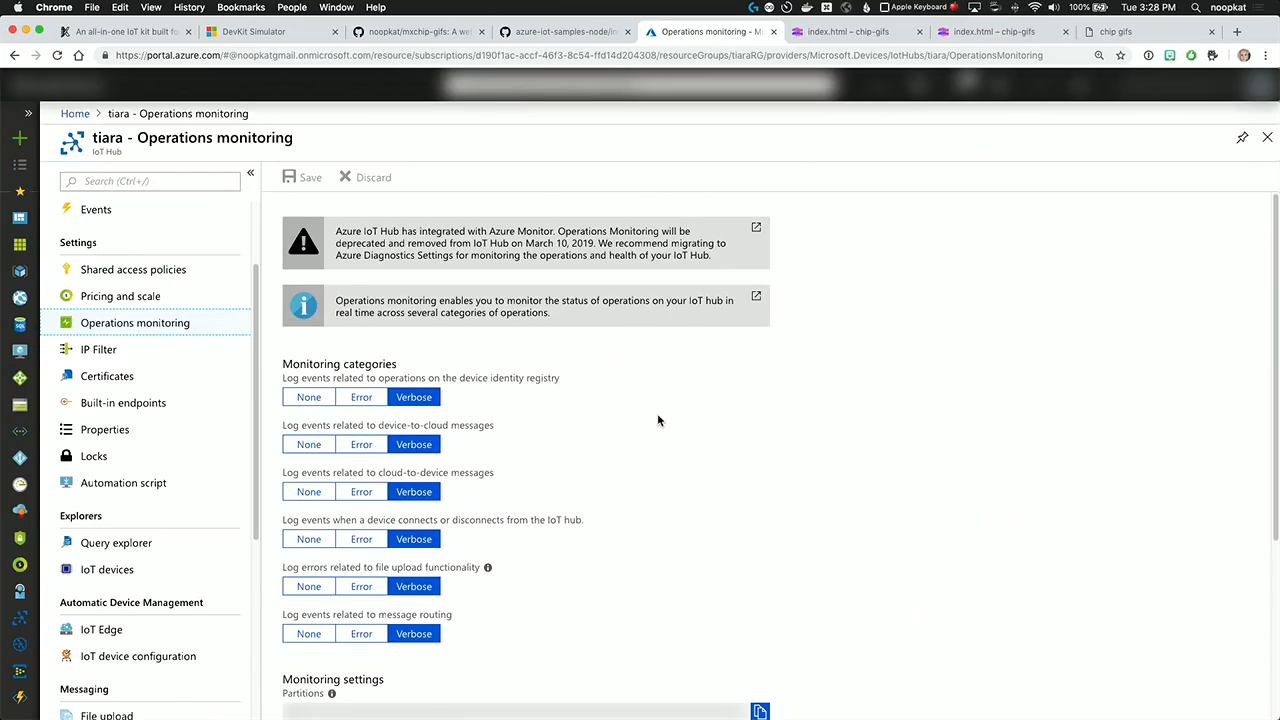 Chrome File Edit View History Bookmarks People Window Help
Apple Keyboard 100% Tue 3:28 PM noopkat
An all-in-one IoT kit built for
DevKit Simulator
noopkat/mxchip-gifs: A we
azure-iot-samples-node/ind
Operations monitoring - Mi
index.html – chip-gifs
index.html – chip-gifs
chip gifs
https://portal.azure.com/#@noopkatgmail.onmicrosoft.com/resource/subscriptions/d190f1ac-accf-46f3-8c54-ffd14d204308/resourceGroups/tiaraRG/providers/Microsoft.Devices/IotHubs/tiara/OperationsMonitoring
Home > tiara - Operations monitoring
tiara - Operations monitoring
IoT Hub
Search (Ctrl+/)
Events
Settings
Shared access policies
Pricing and scale
Operations monitoring
IP Filter
Certificates
Built-in endpoints
Properties
Locks
Automation script
Explorers
Query explorer
IoT devices
Automatic Device Management
IoT Edge
IoT device configuration
Messaging
File upload
Save Discard
Azure IoT Hub has integrated with Azure Monitor. Operations Monitoring will be
deprecated and removed from IoT Hub on March 10, 2019. We recommend migrating to
Azure Diagnostics Settings for monitoring the operations and health of your IoT Hub.
Operations monitoring enables you to monitor the status of operations on your IoT hub in
real time across several categories of operations.
Monitoring categories
Log events related to operations on the device identity registry
None Error Verbose
Log events related to device-to-cloud messages
None Error Verbose
Log events related to cloud-to-device messages
None Error Verbose
Log events when a device connects or disconnects from the IoT hub.
None Error Verbose
Log errors related to file upload functionality
None Error Verbose
Log events related to message routing
None Error Verbose
Monitoring settings
Partitions